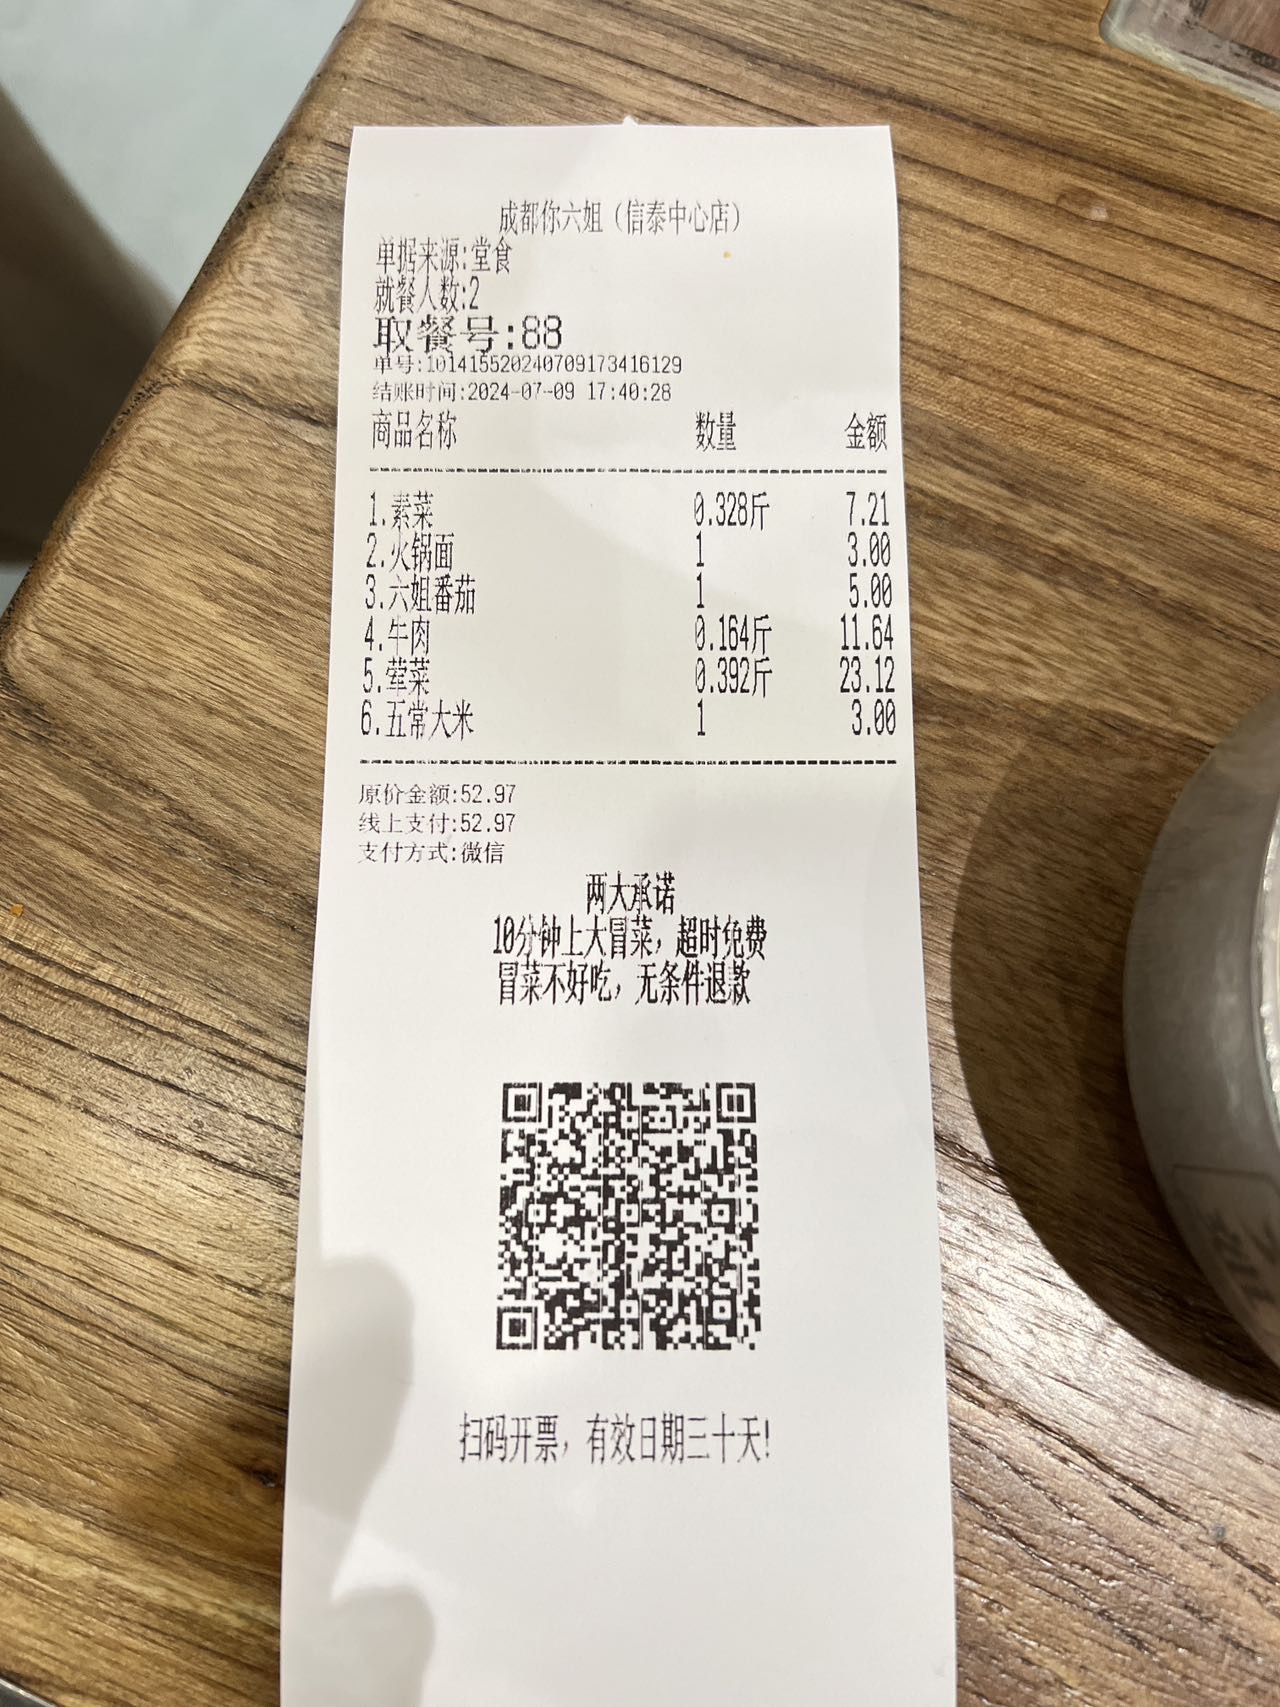 成都你六姐（信泰中心店）
单据来源:堂食
就餐人数:2
取餐号:88
单号:101415520240709173416129
结账时间:2024-07-09 17:40:28
商品名称 数量 金额
1.素菜 0.328斤 7.21
2.火锅面 1 3.00
3.六姐番茄 1 5.00
4.牛肉 0.164斤 11.64
5.荤菜 0.392斤 23.12
6.五常大米 1 3.00
原价金额:52.97
线上支付:52.97
支付方式:微信
两大承诺
10分钟上大冒菜，超时免费
冒菜不好吃，无条件退款
扫码开票，有效日期三十天!